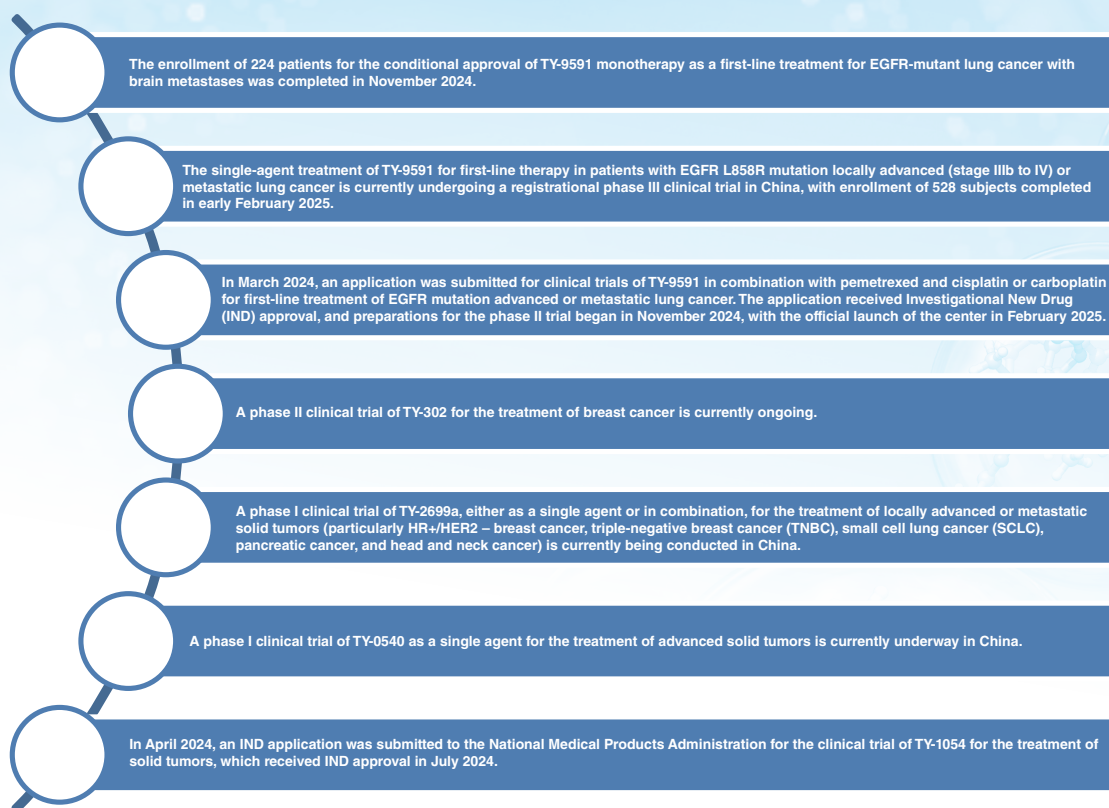 The enrollment of 224 patients for the conditional approval of TY-9591 monotherapy as a first-line treatment for EGFR-mutant lung cancer with
brain metastases was completed in November 2024.
The single-agent treatment of TY-9591 for first-line therapy in patients with EGFR L858R mutation locally advanced (stage IIIb to IV) or
metastatic lung cancer is currently undergoing a registrational phase III clinical trial in China, with enrollment of 528 subjects completed
in early February 2025.
In March 2024, an application was submitted for clinical trials of TY-9591 in combination with pemetrexed and cisplatin or carboplatin
for first-line treatment of EGFR mutation advanced or metastatic lung cancer. The application received Investigational New Drug
(IND) approval, and preparations for the phase II trial began in November 2024, with the official launch of the center in February 2025.
A phase II clinical trial of TY-302 for the treatment of breast cancer is currently ongoing.
A phase I clinical trial of TY-2699a, either as a single agent or in combination, for the treatment of locally advanced or metastatic
solid tumors (particularly HR+/HER2 – breast cancer, triple-negative breast cancer (TNBC), small cell lung cancer (SCLC),
pancreatic cancer, and head and neck cancer) is currently being conducted in China.
A phase I clinical trial of TY-0540 as a single agent for the treatment of advanced solid tumors is currently underway in China.
In April 2024, an IND application was submitted to the National Medical Products Administration for the clinical trial of TY-1054 for the treatment of
solid tumors, which received IND approval in July 2024.